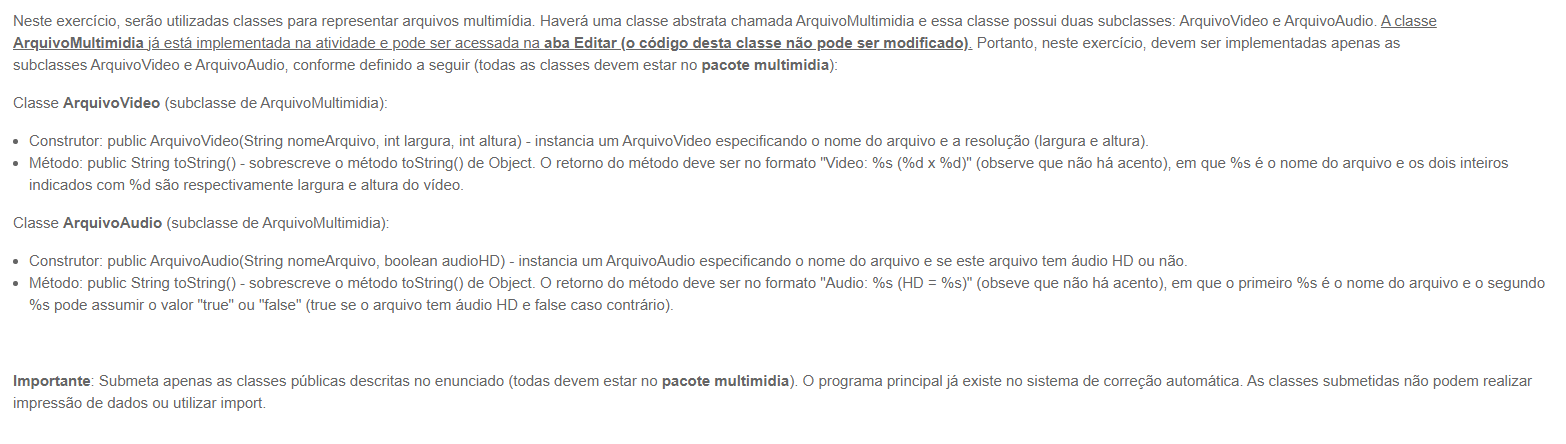 Neste exercício, serão utilizadas classes para representar arquivos multimídia. Haverá uma classe abstrata chamada ArquivoMultimidia e essa classe possui duas subclasses: ArquivoVideo e ArquivoAudio. A classe
ArquivoMultimidia já está implementada na atividade e pode ser acessada na aba Editar (o código desta classe não pode ser modificado). Portanto, neste exercício, devem ser implementadas apenas as
subclasses ArquivoVideo e ArquivoAudio, conforme definido a seguir (todas as classes devem estar no pacote multimidia):
Classe ArquivoVideo (subclasse de ArquivoMultimidia):
• Construtor: public ArquivoVideo(String nomeArquivo, int largura, int altura) - instancia um ArquivoVideo especificando o nome do arquivo e a resolução (largura e altura).
• Método: public String toString() - sobrescreve o método toString() de Object. O retorno do método deve ser no formato "Video: %s (%d x %d)" (observe que não há acento), em que %s é o nome do arquivo e os dois inteiros
indicados com %d são respectivamente largura e altura do vídeo.
Classe ArquivoAudio (subclasse de ArquivoMultimidia):
• Construtor: public ArquivoAudio(String nomeArquivo, boolean audioHD) - instancia um ArquivoAudio especificando o nome do arquivo e se este arquivo tem áudio HD ou não.
• Método: public String toString() - sobrescreve o método toString() de Object. O retorno do método deve ser no formato "Audio: %s (HD = %s)" (obseve que não há acento), em que o primeiro %s é o nome do arquivo e o segundo
%s pode assumir o valor "true" ou "false" (true se o arquivo tem áudio HD e false caso contrário).
Importante: Submeta apenas as classes públicas descritas no enunciado (todas devem estar no pacote multimidia). O programa principal já existe no sistema de correção automática. As classes submetidas não podem realizar
impressão de dados ou utilizar import.